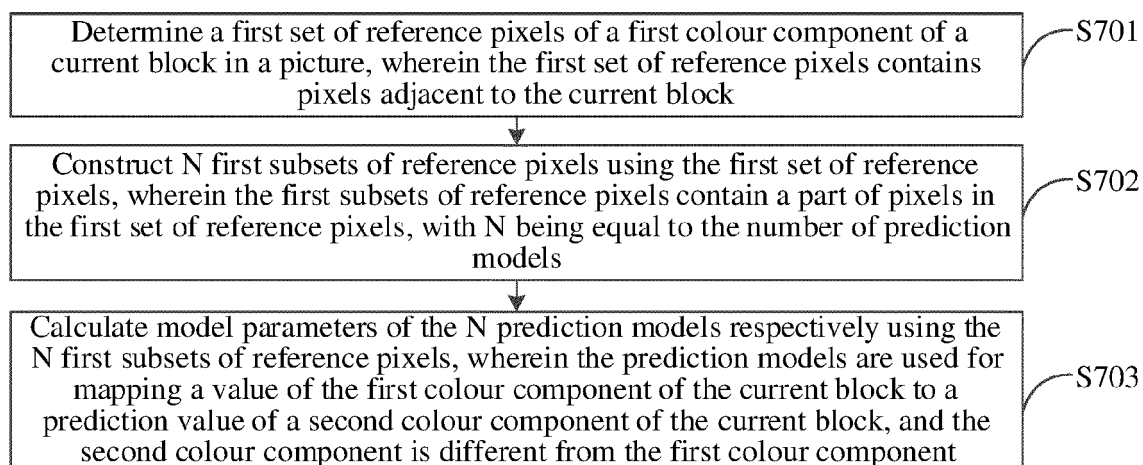 Determine a first set of reference pixels of a first colour component of a
current block in a picture, wherein the first set of reference pixels contains
pixels adjacent to the current block
S701
Construct N first subsets of reference pixels using the first set of reference
pixels, wherein the first subsets of reference pixels contain a part of pixels in
the first set of reference pixels, with N being equal to the number of prediction
models
S702
Calculate model parameters of the N prediction models respectively using the
N first subsets of reference pixels, wherein the prediction models are used for
mapping a value of the first colour component of the current block to a
prediction value of a second colour component of the current block, and the
second colour component is different from the first colour component
S703